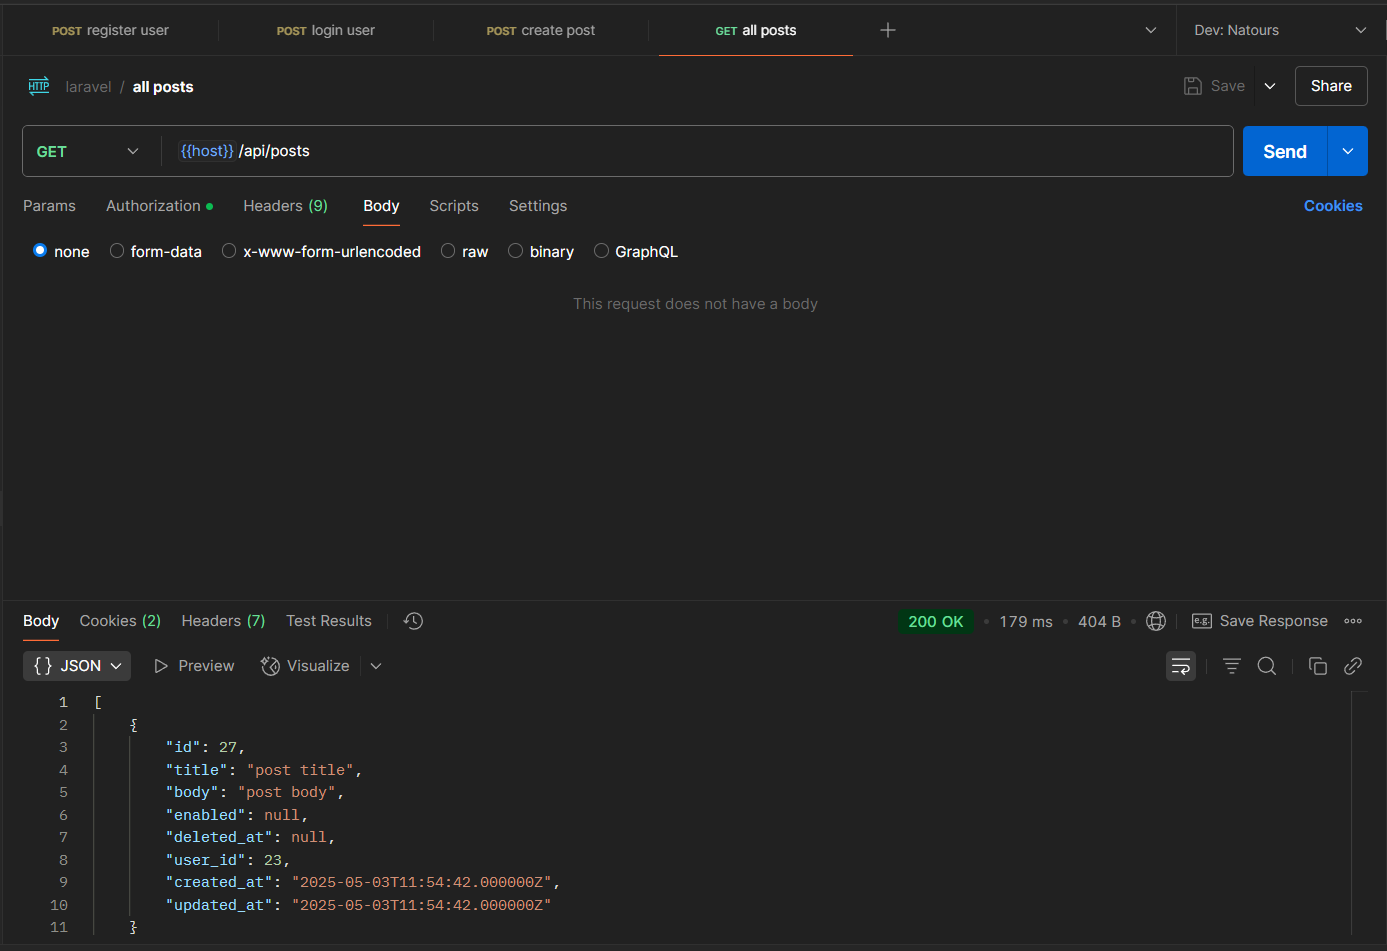 POST register user POST login user POST create post GET all posts Dev: Natours
HTTP laravel / all posts Save Share
GET {{host}} /api/posts Send
Params Authorization Headers (9) Body Scripts Settings Cookies
none form-data x-www-form-urlencoded raw binary GraphQL
This request does not have a body
Body Cookies (2) Headers (7) Test Results 200 OK • 179 ms • 404 B • e.g. Save Response
{} JSON Preview Visualize
1 [
2 {
3 "id": 27,
4 "title": "post title",
5 "body": "post body",
6 "enabled": null,
7 "deleted_at": null,
8 "user_id": 23,
9 "created_at": "2025-05-03T11:54:42.000000Z",
10 "updated_at": "2025-05-03T11:54:42.000000Z"
11 }